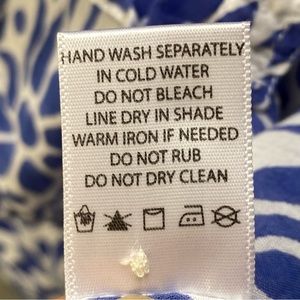 HAND WASH SEPARATELY
IN COLD WATER
DO NOT BLEACH
LINE DRY IN SHADE
WARM IRON IF NEEDED
DO NOT RUB
DO NOT DRY CLEAN